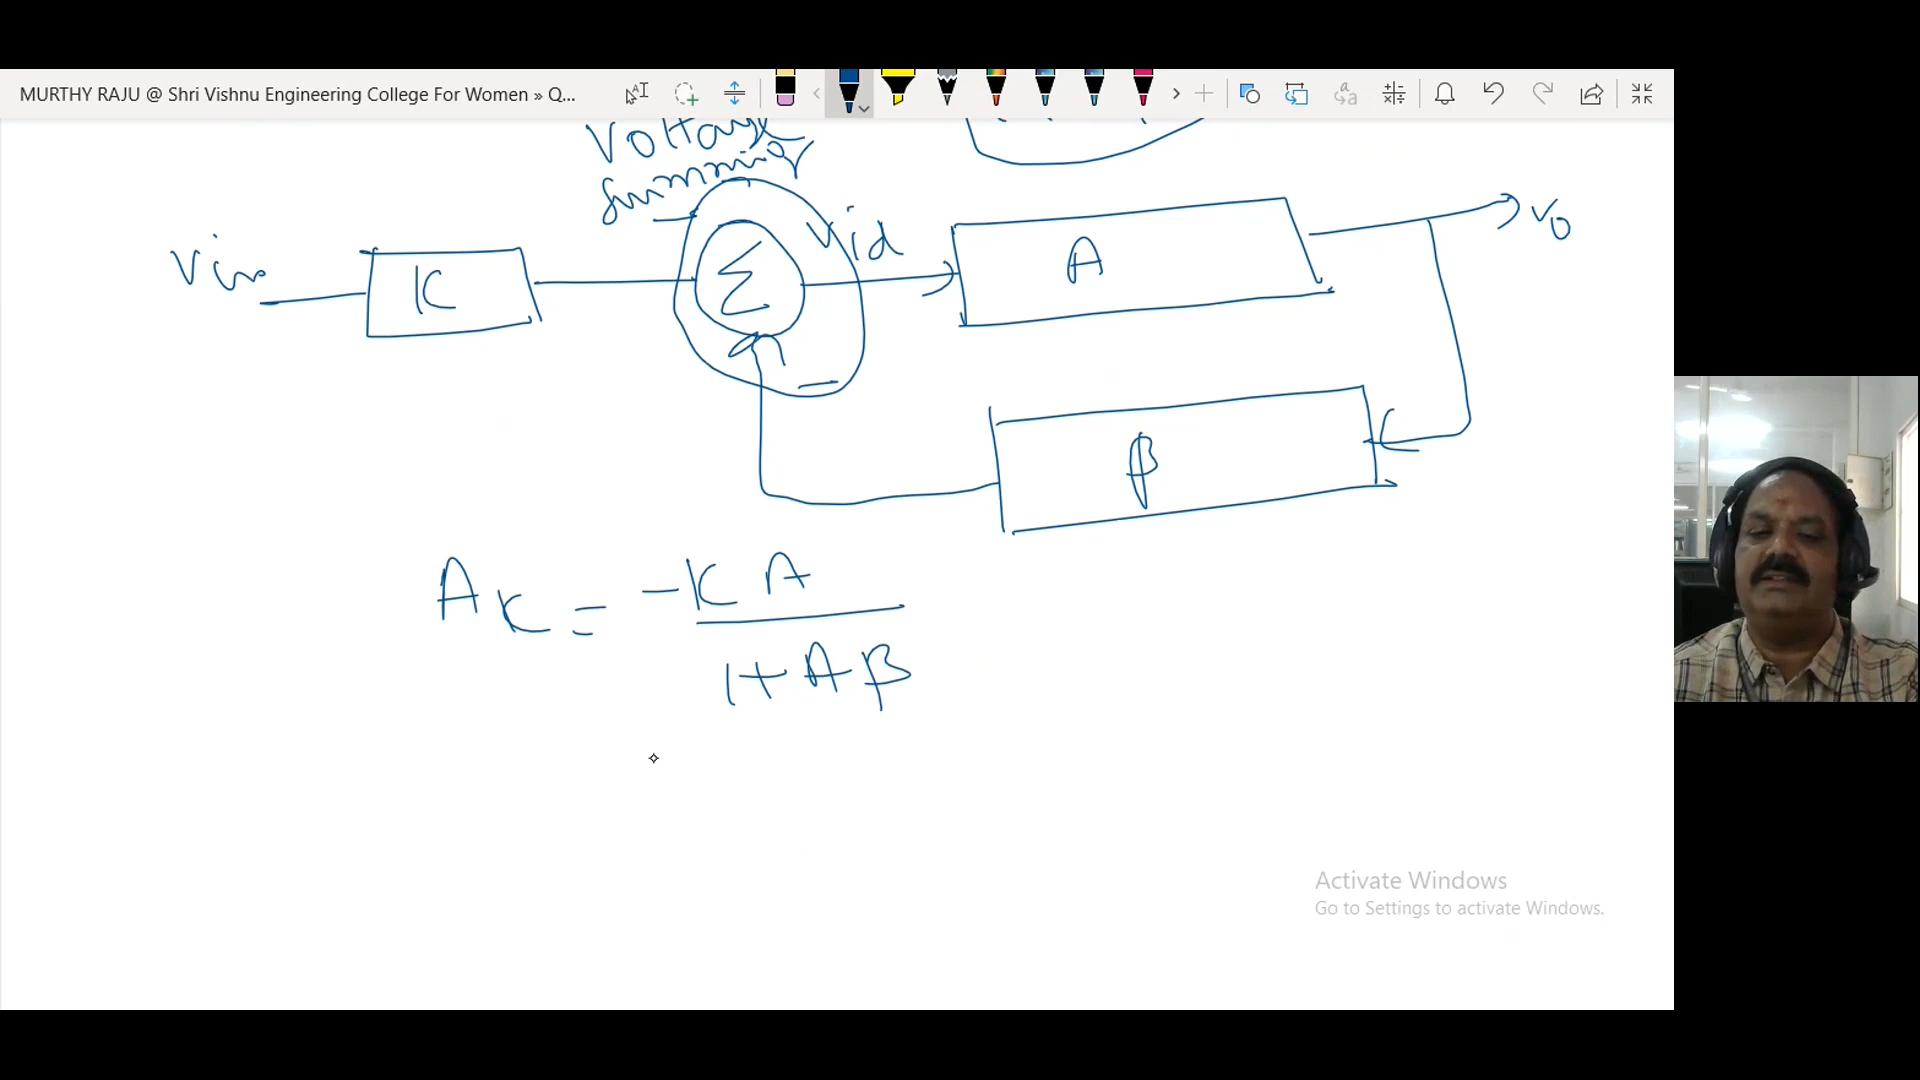 MURTHY RAJU @ Shri Vishnu Engineering College For Women » Q...
Voltage
summing
Vin
K
Σ
Vid
A
Vo
β
-
AK = -KA
1+Aβ
Activate Windows
Go to Settings to activate Windows.